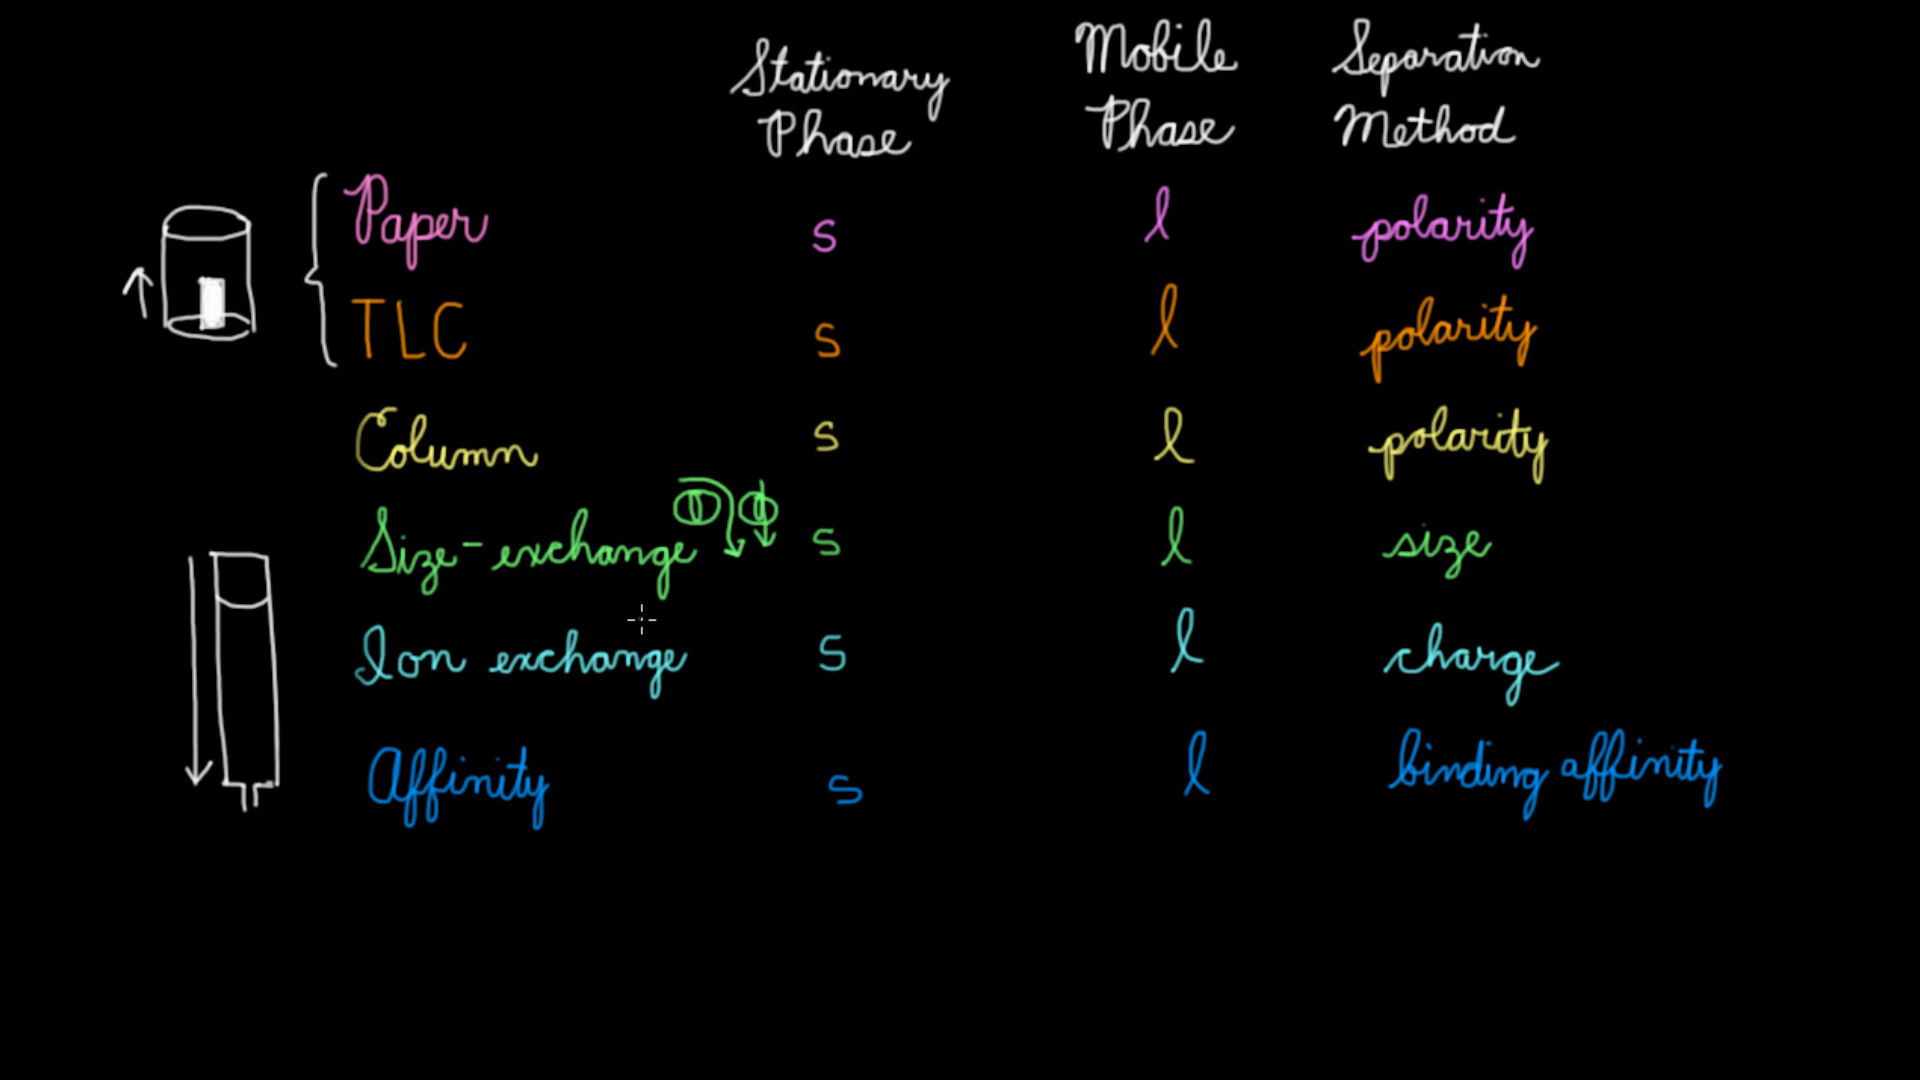 Stationary Phase Mobile Phase Separation Method
Paper s l polarity
TLC s l polarity
Column s l polarity
Size-exchange s l size
Ion exchange s l charge
Affinity s l binding affinity